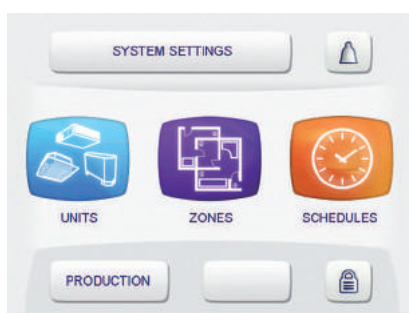 SYSTEM SETTINGS
UNITS
ZONES
SCHEDULES
PRODUCTION